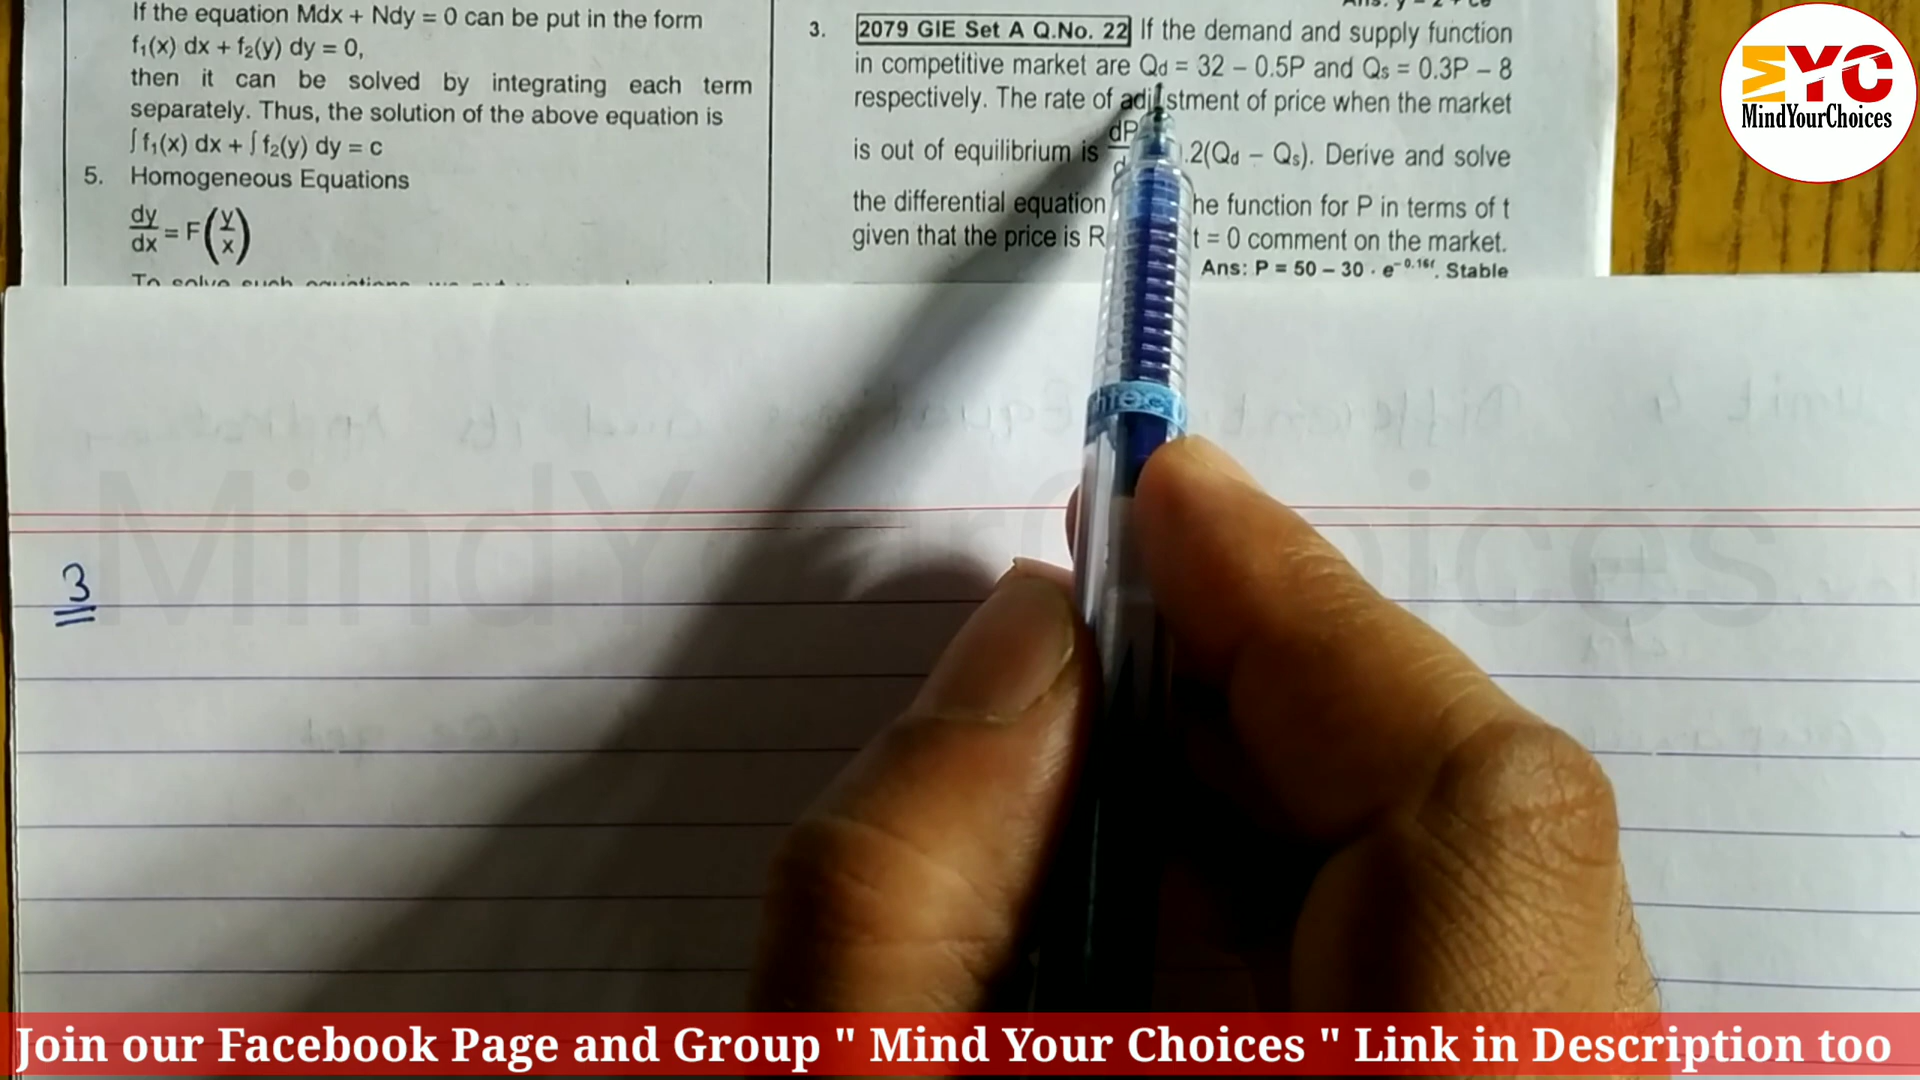 If the equation Mdx + Ndy = 0 can be put in the form
f₁(x) dx + f₂(y) dy = 0,
then it can be solved by integrating each term
separately. Thus, the solution of the above equation is
∫ f₁(x) dx + ∫ f₂(y) dy = c
5. Homogeneous Equations
dy/dx = F(y/x)
3. 2079 GIE Set A Q.No. 22 If the demand and supply function
in competitive market are Qd = 32 – 0.5P and Qs = 0.3P – 8
respectively. The rate of adjustment of price when the market
is out of equilibrium is dP .2(Qd – Qs). Derive and solve
the differential equation he function for P in terms of t
given that the price is R t = 0 comment on the market.
Ans: P = 50 – 30 · e^–0.16t. Stable
MYC
MindYourChoices
MindYourChoices
3
Join our Facebook Page and Group " Mind Your Choices " Link in Description too